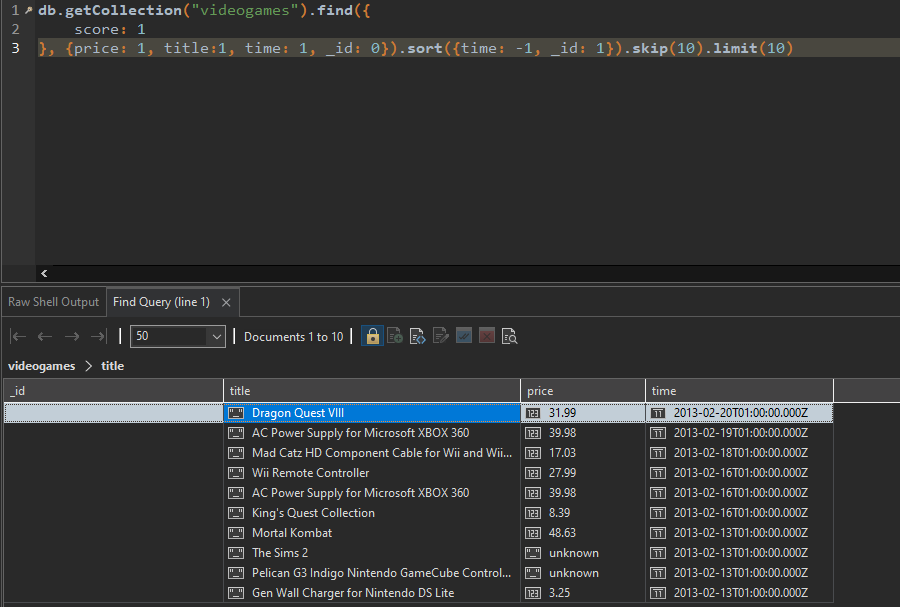 1 db.getCollection("videogames").find({
2 score: 1
3 }, {price: 1, title:1, time: 1, _id: 0}).sort({time: -1, _id: 1}).skip(10).limit(10)
Raw Shell Output Find Query (line 1)
50 Documents 1 to 10
videogames > title
_id title price time
Dragon Quest VIII 31.99 2013-02-20T01:00:00.000Z
AC Power Supply for Microsoft XBOX 360 39.98 2013-02-19T01:00:00.000Z
Mad Catz HD Component Cable for Wii and Wii... 17.03 2013-02-18T01:00:00.000Z
Wii Remote Controller 27.99 2013-02-16T01:00:00.000Z
AC Power Supply for Microsoft XBOX 360 39.98 2013-02-16T01:00:00.000Z
King's Quest Collection 8.39 2013-02-16T01:00:00.000Z
Mortal Kombat 48.63 2013-02-13T01:00:00.000Z
The Sims 2 unknown 2013-02-13T01:00:00.000Z
Pelican G3 Indigo Nintendo GameCube Control... unknown 2013-02-13T01:00:00.000Z
Gen Wall Charger for Nintendo DS Lite 3.25 2013-02-13T01:00:00.000Z